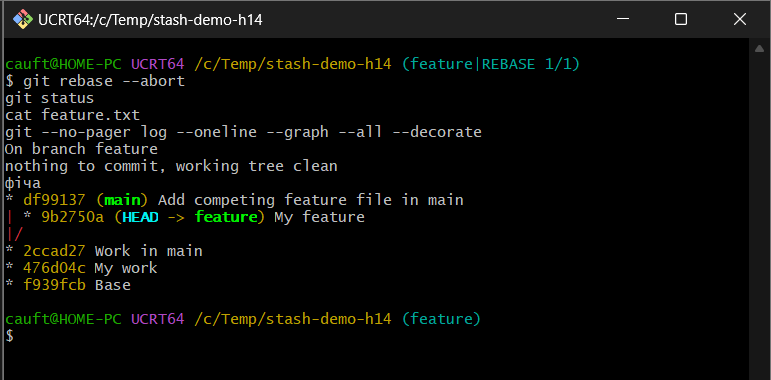 UCRT64:/c/Temp/stash-demo-h14
cauft@HOME-PC UCRT64 /c/Temp/stash-demo-h14 (feature|REBASE 1/1)
$ git rebase --abort
git status
cat feature.txt
git --no-pager log --oneline --graph --all --decorate
On branch feature
nothing to commit, working tree clean
фіча
* df99137 (main) Add competing feature file in main
| * 9b2750a (HEAD -> feature) My feature
|/
* 2ccad27 Work in main
* 476d04c My work
* f939fcb Base
cauft@HOME-PC UCRT64 /c/Temp/stash-demo-h14 (feature)
$